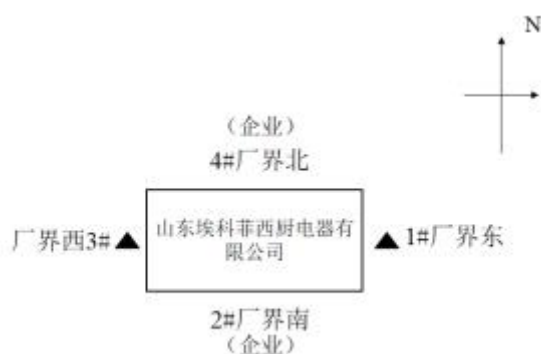 N
（企业）
4#厂界北
厂界西3#
山东埃科菲西厨电器有
限公司
1#厂界东
2#厂界南
（企业）